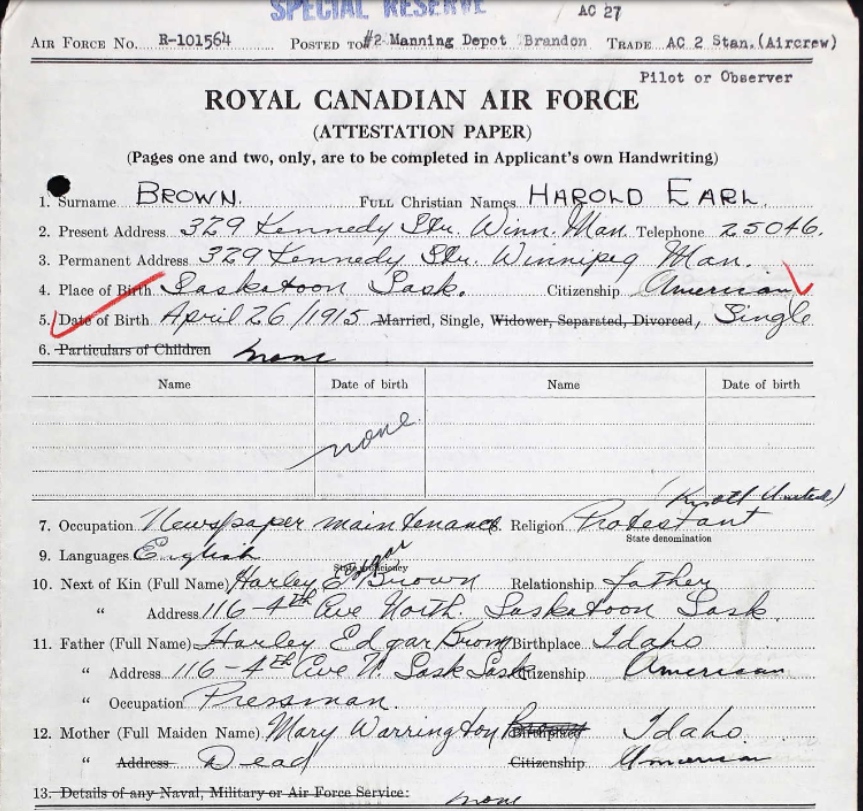 SPECIAL RESERVE AC 27
AIR FORCE NO. R-101564 POSTED TO #2 Manning Depot Brandon TRADE AC 2 Stan.(Aircrew)
Pilot or Observer
ROYAL CANADIAN AIR FORCE
(ATTESTATION PAPER)
(Pages one and two, only, are to be completed in Applicant's own Handwriting)
1. Surname BROWN. FULL Christian Names HAROLD EARL.
2. Present Address 329 Kennedy Str. Winn. Man. Telephone 25046.
3. Permanent Address 329 Kennedy Str. Winnipeg Man.
4. Place of Birth Saskatoon Sask. Citizenship American
5. Date of Birth April 26/1915 Married, Single, Widower, Separated, Divorced, Single
6. Particulars of Children none
Name Date of birth Name Date of birth
none
(United)
7. Occupation Newspaper maintenance 8. Religion Protestant
State denomination
9. Languages English
State proficiency
10. Next of Kin (Full Name) Harley Edgar Brown Relationship father
" Address 116-4th Ave North. Saskatoon Sask.
11. Father (Full Name) Harley Edgar Brown Birthplace Idaho
" Address 116-4th Ave N. Sask Sask Citizenship American
" Occupation Pressman.
12. Mother (Full Maiden Name) Mary Warrington Brown Birthplace Idaho.
" Address Dead Citizenship American
13. Details of any Naval, Military or Air Force Service: none